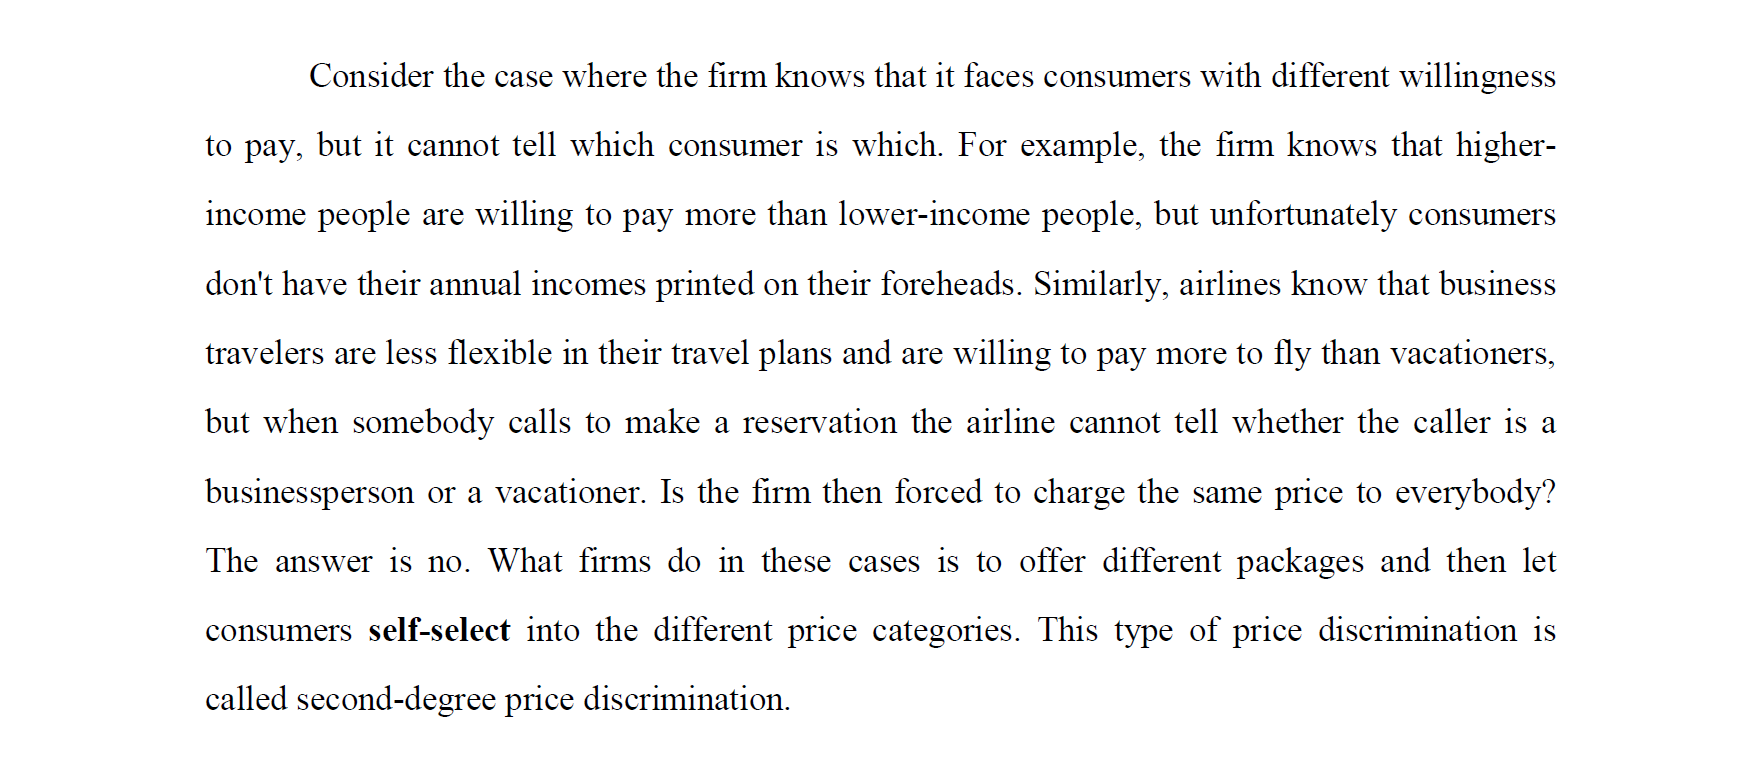 Consider the case where the firm knows that it faces consumers with different willingness
to pay, but it cannot tell which consumer is which. For example, the firm knows that higher-
income people are willing to pay more than lower-income people, but unfortunately consumers
don't have their annual incomes printed on their foreheads. Similarly, airlines know that business
travelers are less flexible in their travel plans and are willing to pay more to fly than vacationers,
but when somebody calls to make a reservation the airline cannot tell whether the caller is a
businessperson or a vacationer. Is the firm then forced to charge the same price to everybody?
The answer is no. What firms do in these cases is to offer different packages and then let
consumers self-select into the different price categories. This type of price discrimination is
called second-degree price discrimination.